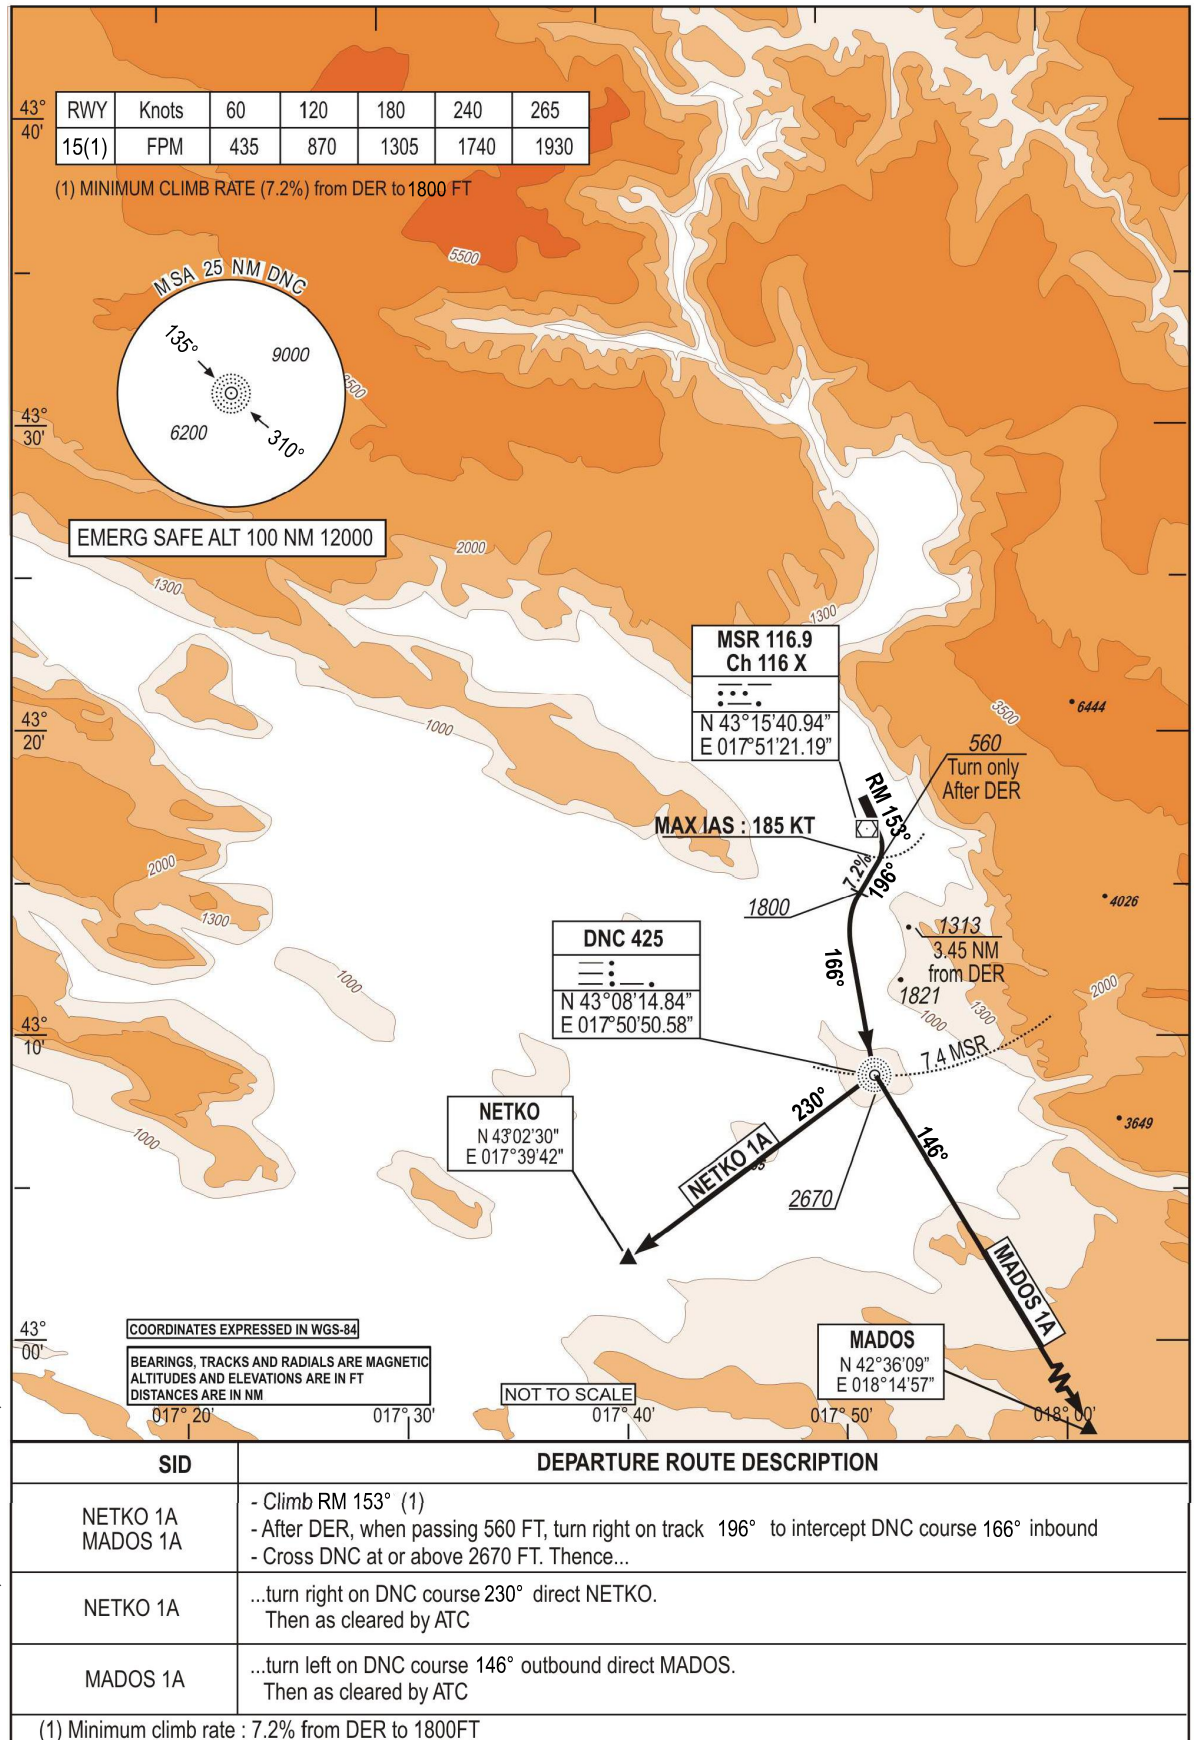 43°
40'
RWY Knots 60 120 180 240 265
15(1) FPM 435 870 1305 1740 1930
(1) MINIMUM CLIMB RATE (7.2%) from DER to 1800 FT
5500
MSA 25 NM DNC
135°
9000
6200
310°
43°
30'
EMERG SAFE ALT 100 NM 12000
2000
1300
1300
MSR 116.9
Ch 116 X
N 43°15'40.94"
E 017°51'21.19"
3500
6444
43°
20'
1000
560
Turn only
After DER
RM 153°
MAX IAS : 185 KT
7.2%
196°
2000
1300
1800
4026
1313
3.45 NM
from DER
DNC 425
N 43°08'14.84"
E 017°50'50.58"
166°
1821
1000
1300
2000
1000
43°
10'
7.4 MSR
NETKO
N 43°02'30"
E 017°39'42"
230°
146°
3649
1000
NETKO 1A
2670
MADOS 1A
43°
00'
COORDINATES EXPRESSED IN WGS-84
BEARINGS, TRACKS AND RADIALS ARE MAGNETIC
ALTITUDES AND ELEVATIONS ARE IN FT
DISTANCES ARE IN NM
MADOS
N 42°36'09"
E 018°14'57"
NOT TO SCALE
017° 20' 017° 30' 017° 40' 017° 50' 018° 00'
SID DEPARTURE ROUTE DESCRIPTION
NETKO 1A
MADOS 1A
- Climb RM 153° (1)
- After DER, when passing 560 FT, turn right on track 196° to intercept DNC course 166° inbound
- Cross DNC at or above 2670 FT. Thence...
NETKO 1A
...turn right on DNC course 230° direct NETKO.
Then as cleared by ATC
MADOS 1A
...turn left on DNC course 146° outbound direct MADOS.
Then as cleared by ATC
(1) Minimum climb rate : 7.2% from DER to 1800FT